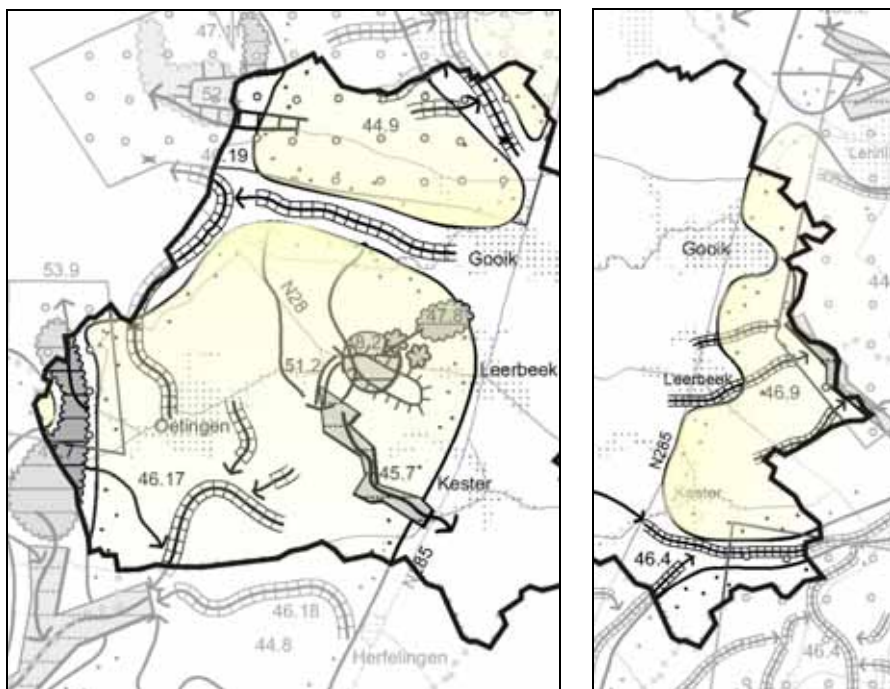 47.11
52
44.9
19
Gooik
53.9
N28
47.8
51.2
Leerbeek
Oetingen
46.17
45.7
Kester
46.18
44.8
Herfelingen
Gooik
Leerbeek
46.9
N285
Kester
46.4
46.4